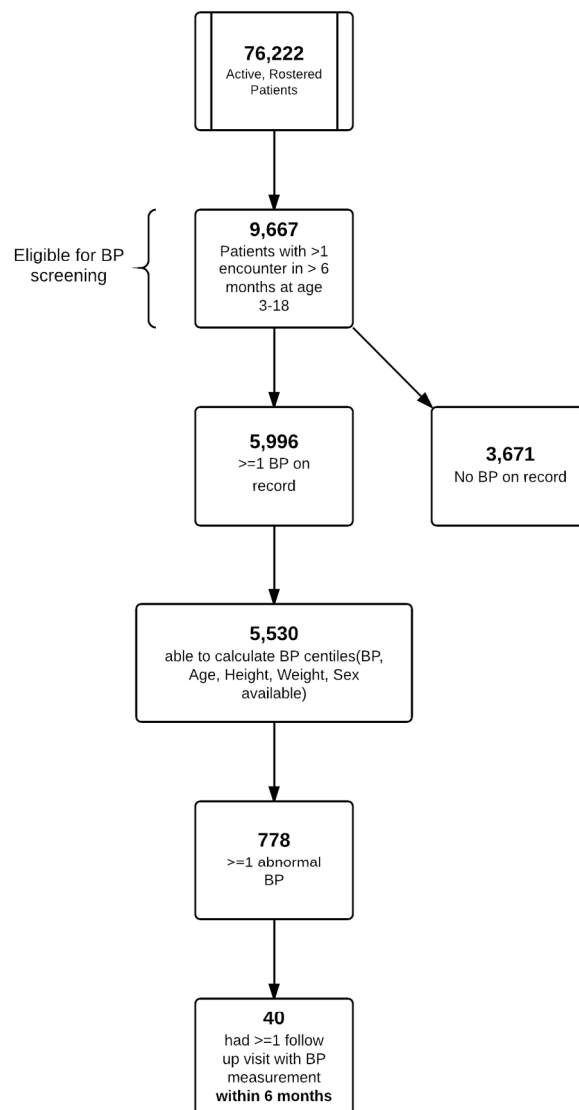 76,222
Active, Rostered
Patients
Eligible for BP
screening
9,667
Patients with >1
encounter in > 6
months at age
3-18
5,996
>=1 BP on
record
3,671
No BP on record
5,530
able to calculate BP centiles(BP,
Age, Height, Weight, Sex
available)
778
>=1 abnormal
BP
40
had >=1 follow
up visit with BP
measurement
within 6 months